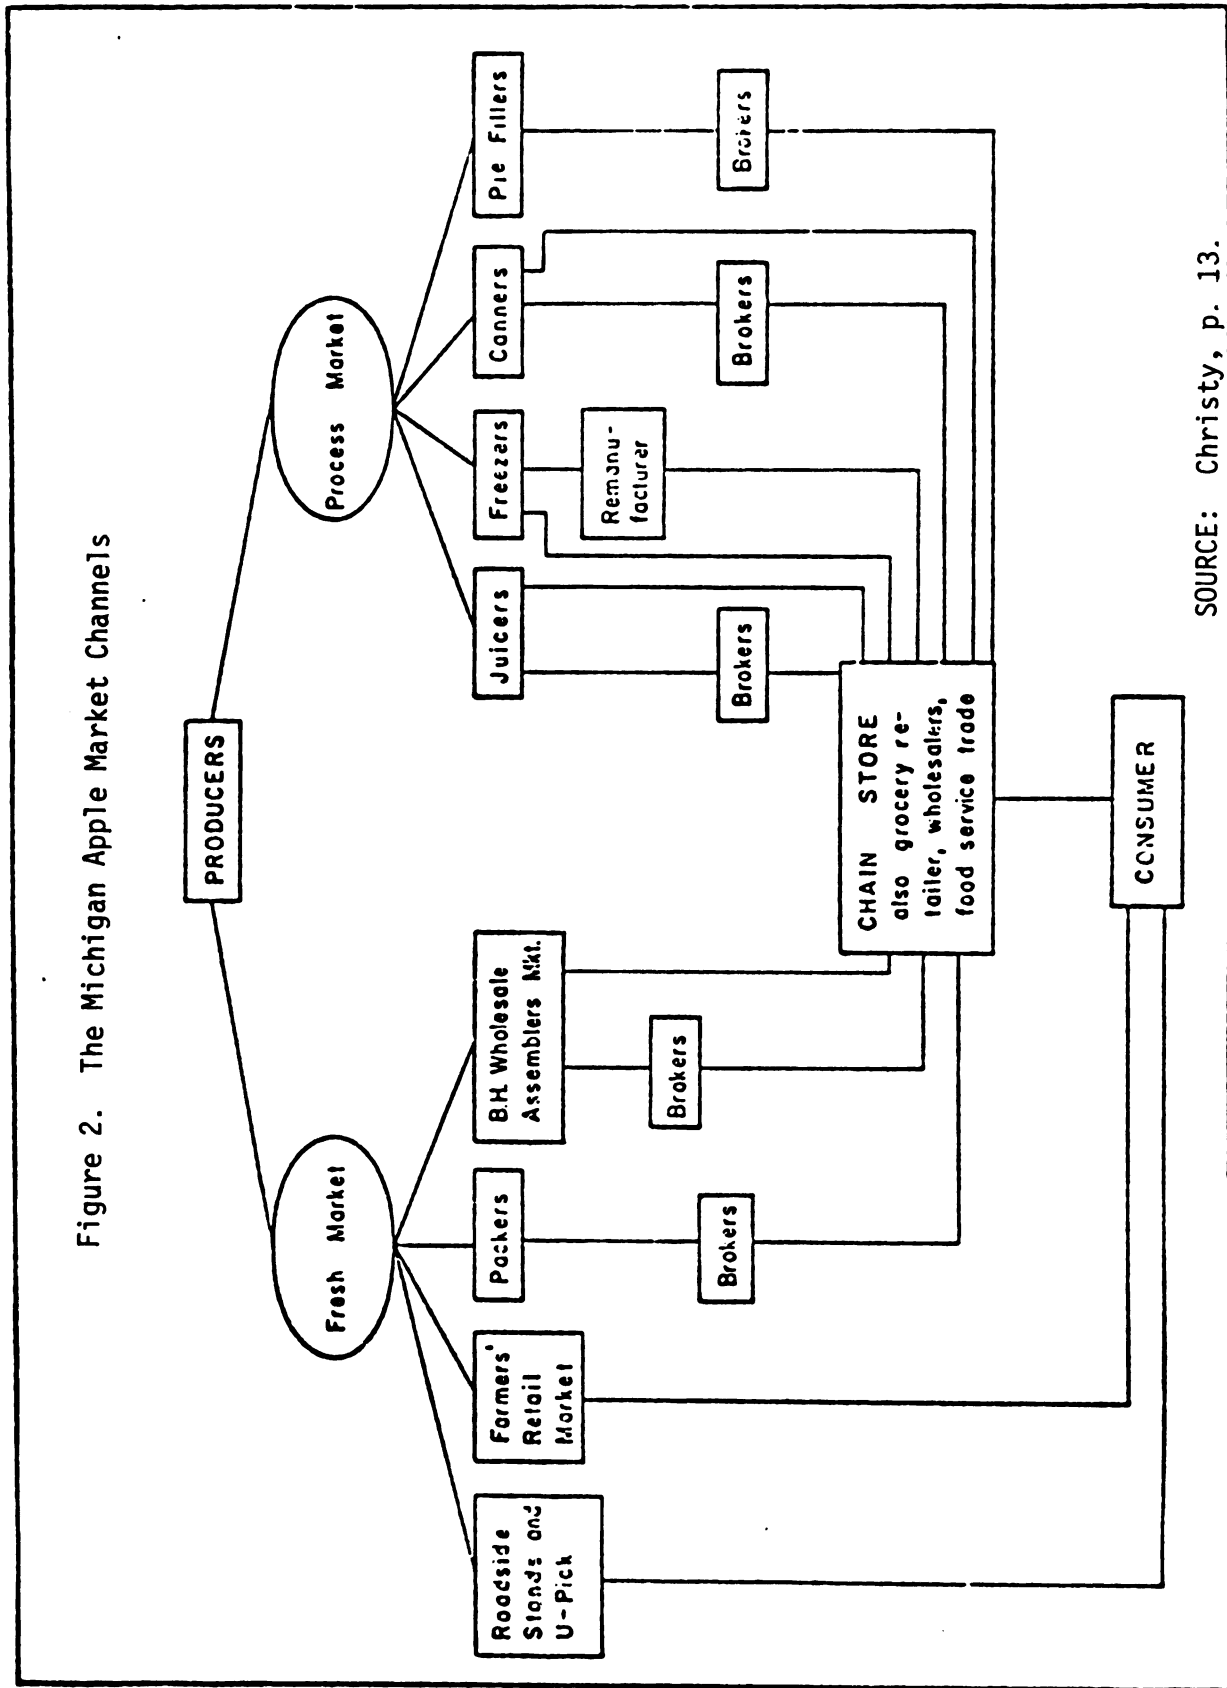 Figure 2. The Michigan Apple Market Channels
PRODUCERS
Fresh Market
Process Market
Roadside
Stands and
U-Pick
Farmers'
Retail
Market
Packers
B.H. Wholesale
Assemblers Mkt.
Juicers
Freezers
Canners
Pie Fillers
Remanu-
facturer
Brokers
Brokers
Brokers
Brokers
Brokers
CHAIN STORE
also grocery re-
tailer, wholesalers,
food service trade
CONSUMER
SOURCE: Christy, p. 13.